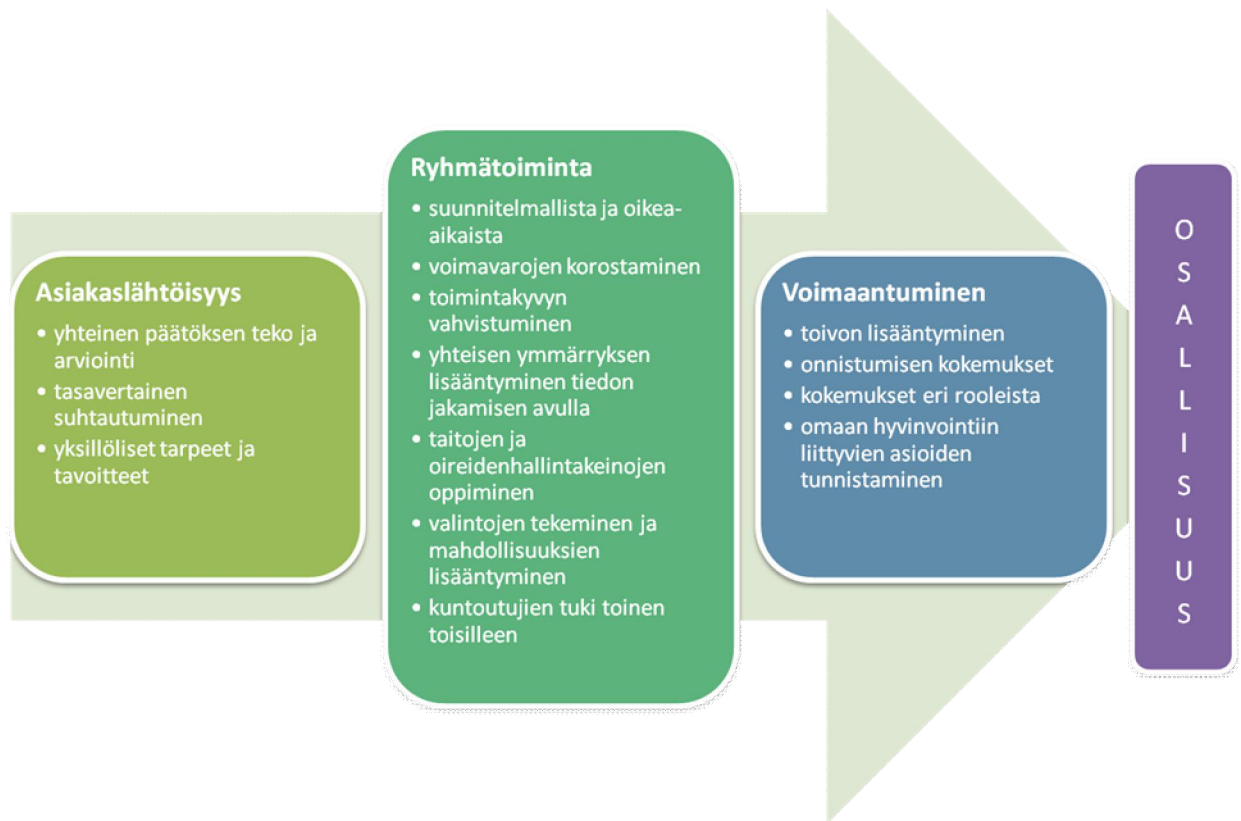 Asiakaslähtöisyys
• yhteinen päätöksen teko ja
arviointi
• tasavertainen
suhtautuminen
• yksillöliset tarpeet ja
tavoitteet
Ryhmätoiminta
• suunnitelmallista ja oikea-
aikaista
• voimavarojen korostaminen
• toimintakyvyn
vahvistuminen
• yhteisen ymmärryksen
lisääntyminen tiedon
jakamisen avulla
• taitojen ja
oireidenhallintakeinojen
oppiminen
• valintojen tekeminen ja
mahdollisuuksien
lisääntyminen
• kuntoutujien tuki toinen
toisilleen
Voimaantuminen
• toivon lisääntyminen
• onnistumisen kokemukset
• kokemukset eri rooleista
• omaan hyvinvointiin
liittyvien asioiden
tunnistaminen
OSALLISUUS